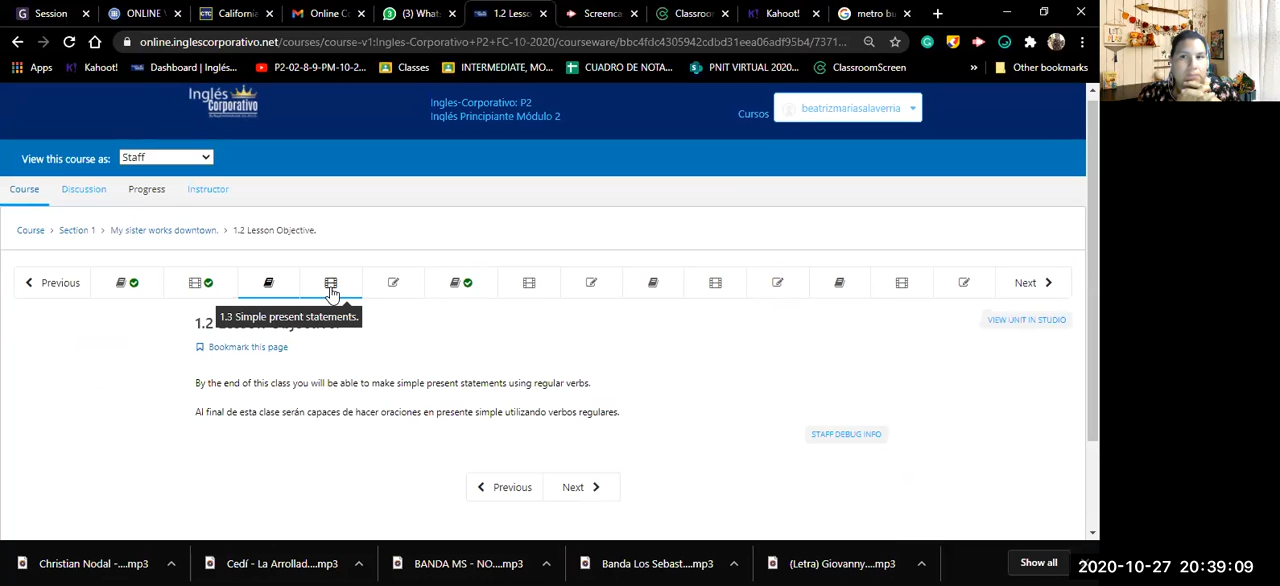 Session
ONLINE
California
Online C
(3) What
1.2 Lesso
Screenca
Classroo
Kahoot!
metro bu
online.inglescorporativo.net/courses/course-v1:Ingles-Corporativo+P2+FC-10-2020/courseware/bbc4fdc4305942cdbd31eea06adf95b4/7371...
Apps
Kahoot!
Dashboard | Inglés...
P2-02-8-9-PM-10-2...
Classes
INTERMEDIATE, MO...
CUADRO DE NOTA...
PNIT VIRTUAL 2020...
ClassroomScreen
»
Other bookmarks
Inglés
Corporativo
Ingles-Corporativo: P2
Inglés Principiante Módulo 2
Cursos
beatrizmariasalaverria
View this course as:
Staff
Course
Discussion
Progress
Instructor
Course > Section 1 > My sister works downtown. > 1.2 Lesson Objective.
Previous
Next
1.3 Simple present statements.
1.2
VIEW UNIT IN STUDIO
Bookmark this page
By the end of this class you will be able to make simple present statements using regular verbs.
Al final de esta clase serán capaces de hacer oraciones en presente simple utilizando verbos regulares.
STAFF DEBUG INFO
Previous
Next
Christian Nodal -....mp3
Cedí - La Arrollad....mp3
BANDA MS - NO....mp3
Banda Los Sebast....mp3
(Letra) Giovanny....mp3
Show all
2020-10-27 20:39:09